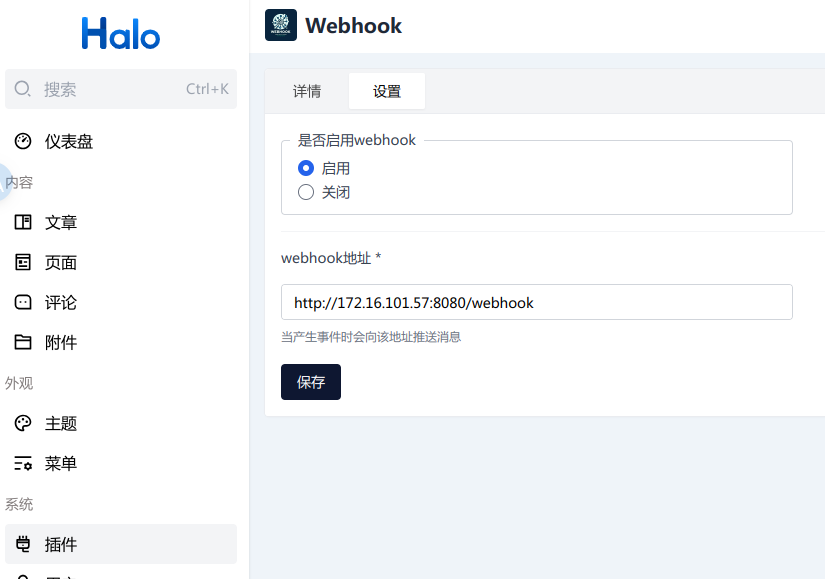 Halo
搜索 Ctrl+K
仪表盘
内容
文章
页面
评论
附件
外观
主题
菜单
系统
插件
WEBHOOK
Webhook
详情 设置
是否启用webhook
启用
关闭
webhook地址 *
http://172.16.101.57:8080/webhook
当产生事件时会向该地址推送消息
保存